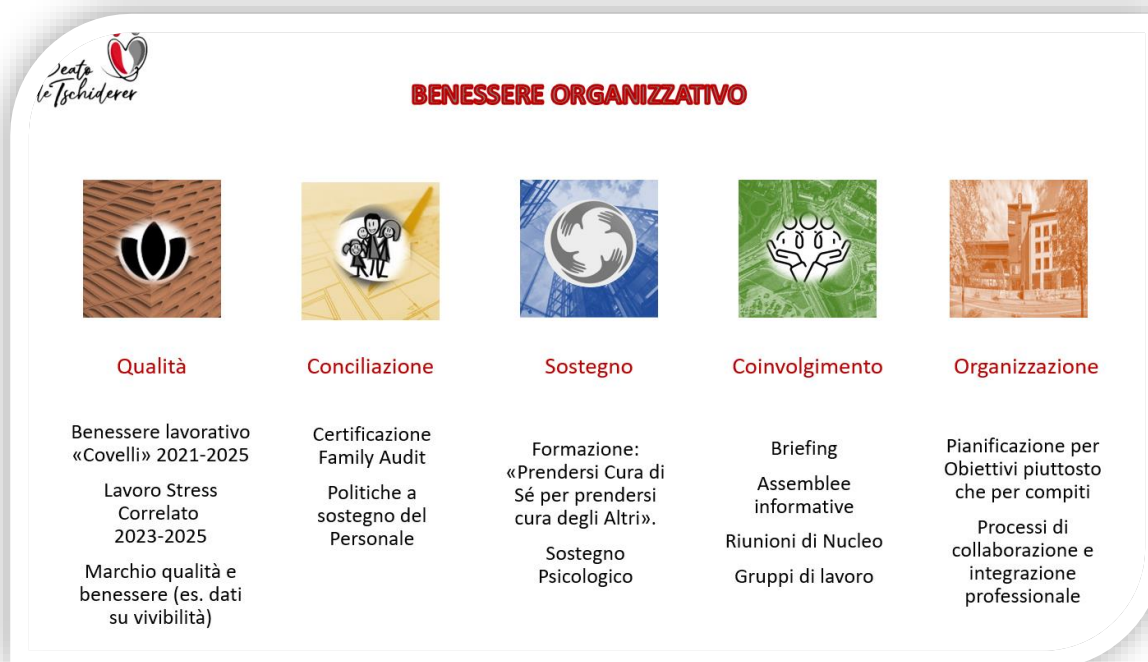 eato
de Tschiderer
BENESSERE ORGANIZZATIVO
Qualità
Benessere lavorativo
«Covelli» 2021-2025
Lavoro Stress
Correlato
2023-2025
Marchio qualità e
benessere (es. dati
su vivibilità)
Conciliazione
Certificazione
Family Audit
Politiche a
sostegno del
Personale
Sostegno
Formazione:
«Prendersi Cura di
Sé per prendersi
cura degli Altri».
Sostegno
Psicologico
Coinvolgimento
Briefing
Assemblee
informative
Riunioni di Nucleo
Gruppi di lavoro
Organizzazione
Pianificazione per
Obiettivi piuttosto
che per compiti
Processi di
collaborazione e
integrazione
professionale